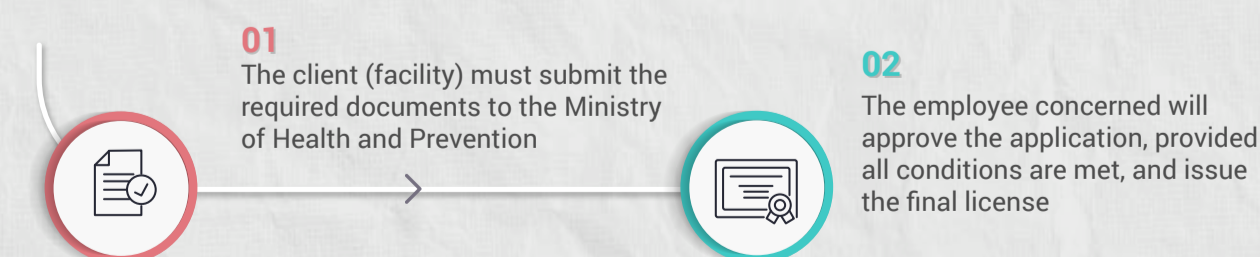 01
The client (facility) must submit the
required documents to the Ministry
of Health and Prevention
02
The employee concerned will
approve the application, provided
all conditions are met, and issue
the final license